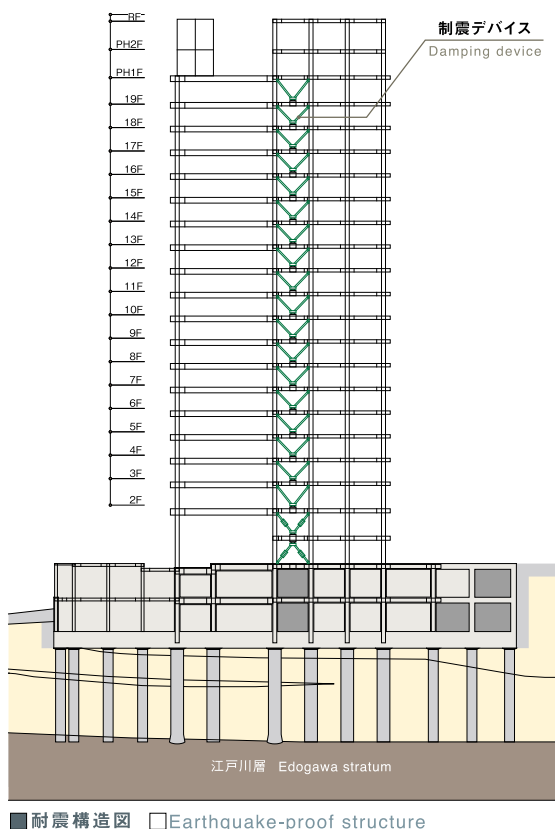 RF
PH2F
PH1F
19F
18F
17F
16F
15F
14F
13F
12F
11F
10F
9F
8F
7F
6F
5F
4F
3F
2F
制震デバイス
Damping device
江戸川層 Edogawa stratum
耐震構造図 Earthquake-proof structure